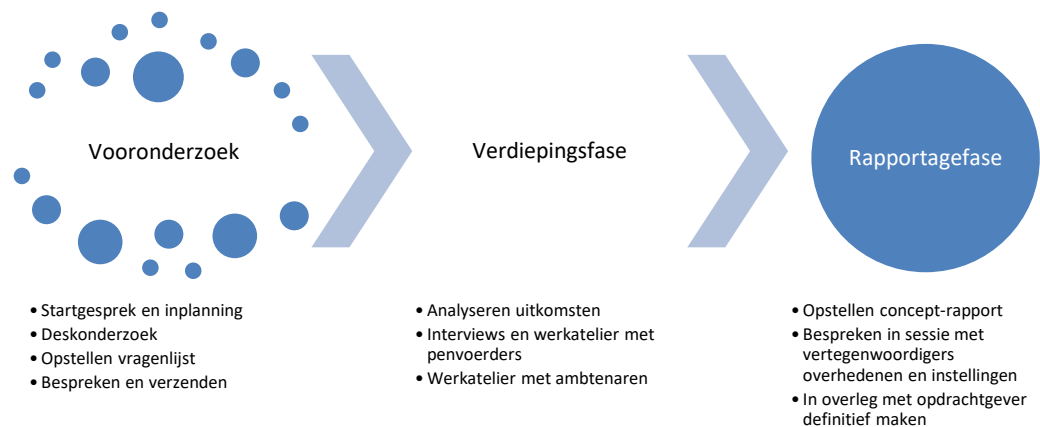 Vooronderzoek
Verdiepingsfase
Rapportagefase
• Startgesprek en inplanning
• Deskonderzoek
• Opstellen vragenlijst
• Bespreken en verzenden
• Analyseren uitkomsten
• Interviews en werkatelier met
penvoerders
• Werkatelier met ambtenaren
• Opstellen concept-rapport
• Bespreken in sessie met
vertegenwoordigers
overhedenen en instellingen
• In overleg met opdrachtgever
definitief maken